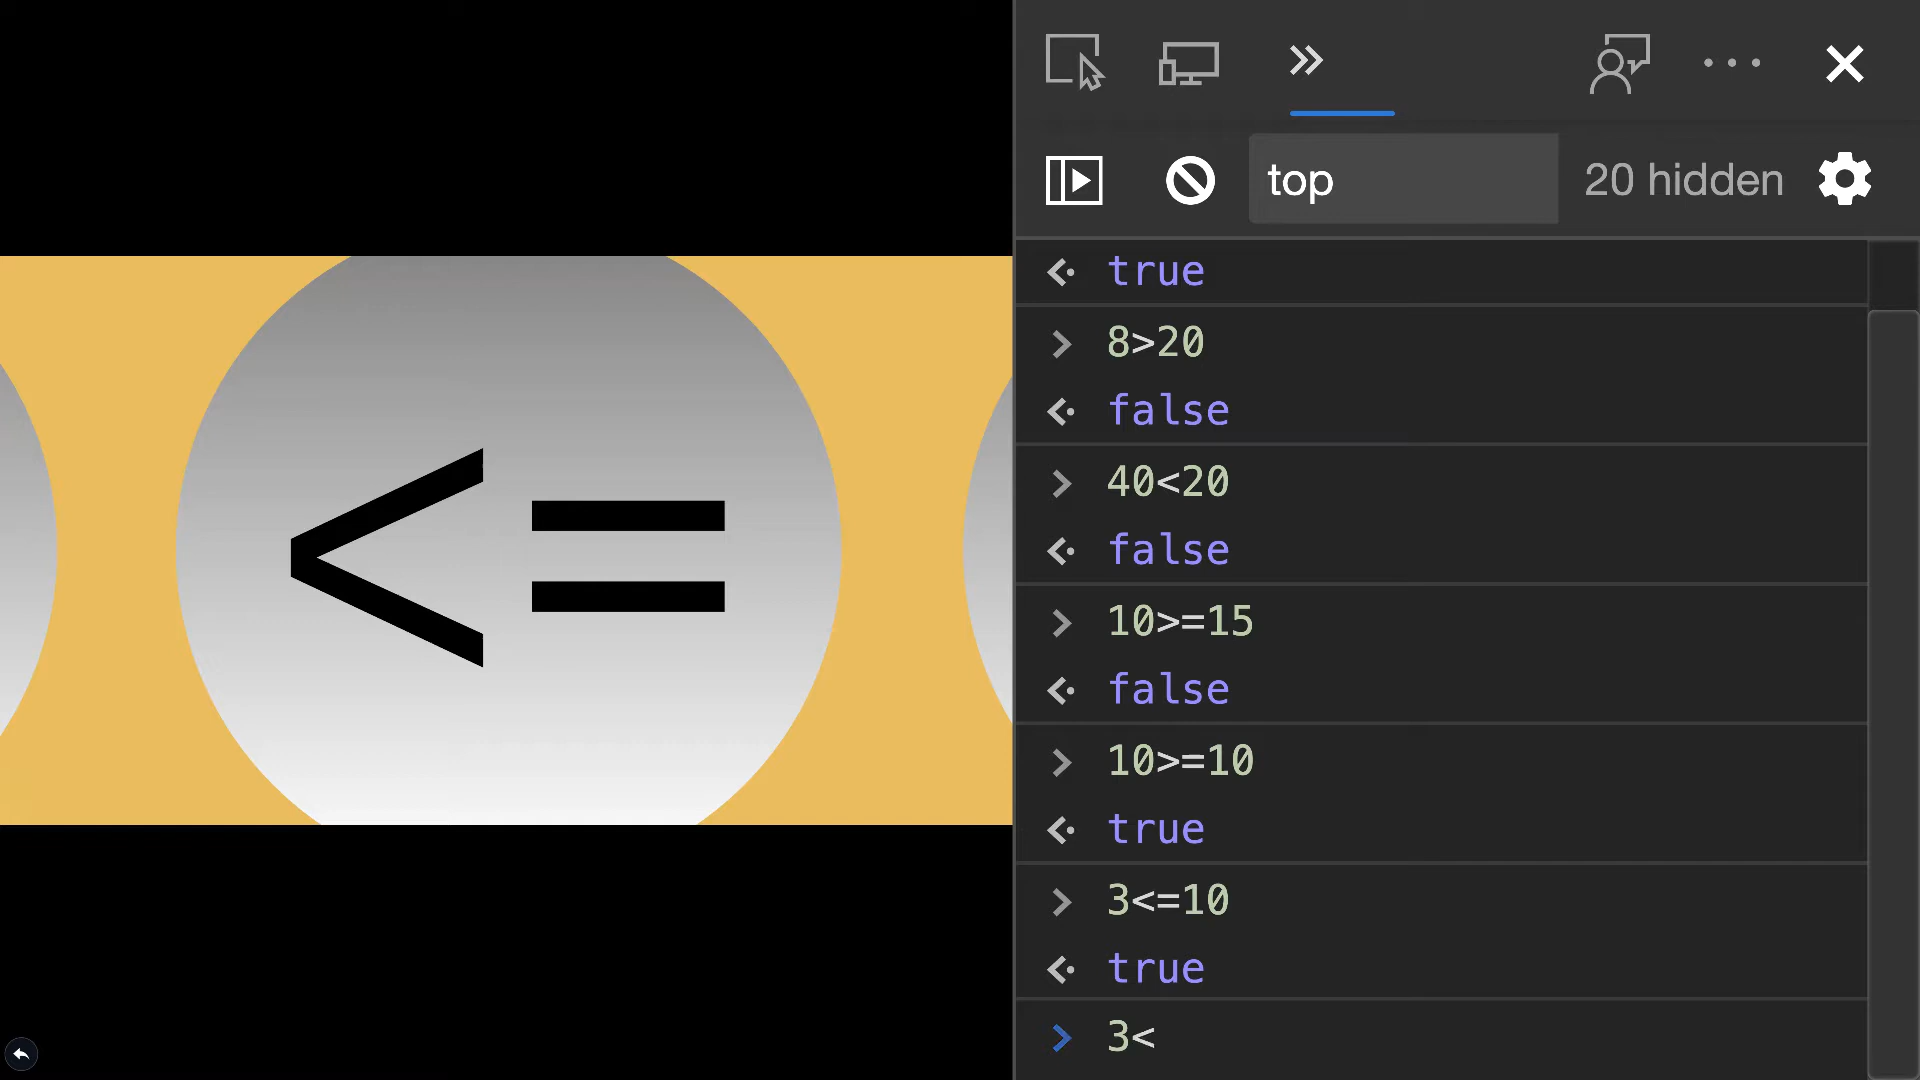 <=
top
20 hidden
true
8>20
false
40<20
false
10>=15
false
10>=10
true
3<=10
true
3<